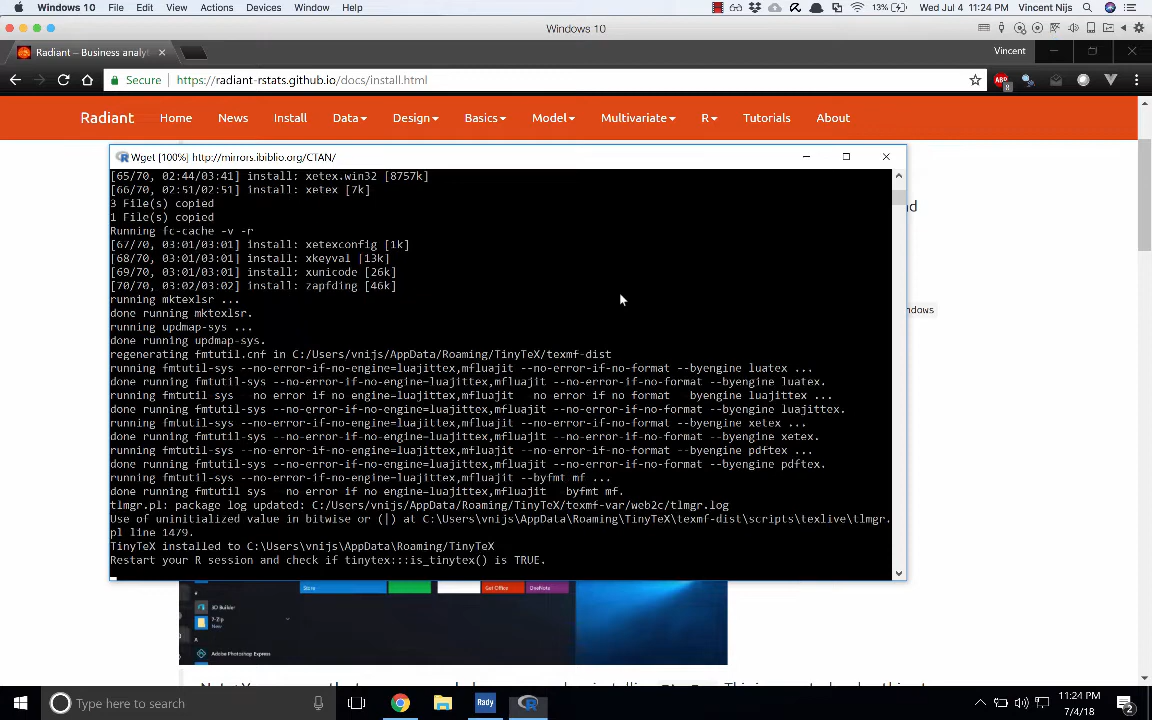 Windows 10 File Edit View Actions Devices Window Help 13% Wed Jul 4 11:24 PM Vincent Nijs
Windows 10
Radiant – Business analy Vincent
Secure https://radiant-rstats.github.io/docs/install.html
Radiant Home News Install Data Design Basics Model Multivariate R Tutorials About
Wget [100%] http://mirrors.ibiblio.org/CTAN/
[65/70, 02:44/03:41] install: xetex.win32 [8757k]
[66/70, 02:51/02:51] install: xetex [7k]
nd
3 File(s) copied
1 File(s) copied
Running fc-cache -v -r
[67/70, 03:01/03:01] install: xetexconfig [1k]
[68/70, 03:01/03:01] install: xkeyval [13k]
[69/70, 03:01/03:01] install: xunicode [26k]
[70/70, 03:02/03:02] install: zapfding [46k]
running mktexlsr ...
done running mktexlsr.
ndows
running updmap-sys ...
done running updmap-sys.
regenerating fmtutil.cnf in C:/Users/vnijs/AppData/Roaming/TinyTeX/texmf-dist
running fmtutil-sys --no-error-if-no-engine=luajittex,mfluajit --no-error-if-no-format --byengine luatex ...
done running fmtutil-sys --no-error-if-no-engine=luajittex,mfluajit --no-error-if-no-format --byengine luatex.
running fmtutil sys no error if no engine=luajittex,mfluajit no error if no format byengine luajittex ...
done running fmtutil-sys --no-error-if-no-engine=luajittex,mfluajit --no-error-if-no-format --byengine luajittex.
running fmtutil-sys --no-error-if-no-engine=luajittex,mfluajit --no-error-if-no-format --byengine xetex ...
done running fmtutil-sys --no-error-if-no-engine=luajittex,mfluajit --no-error-if-no-format --byengine xetex.
running fmtutil-sys --no-error-if-no-engine=luajittex,mfluajit --no-error-if-no-format --byengine pdftex ...
done running fmtutil-sys --no-error-if-no-engine=luajittex,mfluajit --no-error-if-no-format --byengine pdftex.
running fmtutil-sys --no-error-if-no-engine=luajittex,mfluajit --byfmt mf ...
done running fmtutil sys no error if no engine=luajittex,mfluajit byfmt mf.
tlmgr.pl: package log updated: C:/Users/vnijs/AppData/Roaming/TinyTeX/texmf-var/web2c/tlmgr.log
Use of uninitialized value in bitwise or (|) at C:\Users\vnijs\AppData\Roaming\TinyTeX\texmf-dist\scripts\texlive\tlmgr.
pl line 1479.
TinyTeX installed to C:\Users\vnijs\AppData\Roaming\TinyTeX
Restart your R session and check if tinytex:::is_tinytex() is TRUE.
Store Get Office OneNote
3D Builder
7-Zip
New
Adobe Photoshop Express
Type here to search Rady 11:24 PM
7/4/18 2